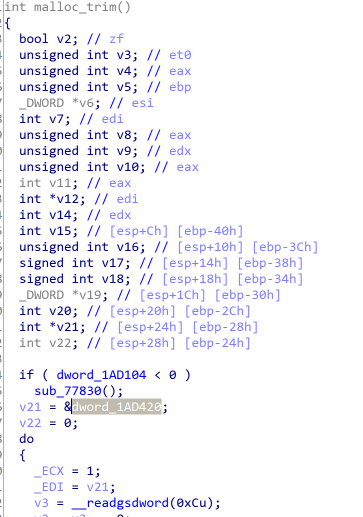 int malloc_trim()
{
bool v2; // zf
unsigned int v3; // et0
unsigned int v4; // eax
unsigned int v5; // ebp
_DWORD *v6; // esi
int v7; // edi
unsigned int v8; // eax
unsigned int v9; // edx
unsigned int v10; // eax
int v11; // eax
int *v12; // edi
int v14; // edx
int v15; // [esp+Ch] [ebp-40h]
unsigned int v16; // [esp+10h] [ebp-3Ch]
signed int v17; // [esp+14h] [ebp-38h]
signed int v18; // [esp+18h] [ebp-34h]
_DWORD *v19; // [esp+1Ch] [ebp-30h]
int v20; // [esp+20h] [ebp-2Ch]
int *v21; // [esp+24h] [ebp-28h]
int v22; // [esp+28h] [ebp-24h]
if ( dword_1AD104 < 0 )
sub_77830();
v21 = &dword_1AD420;
v22 = 0;
do
{
_ECX = 1;
_EDI = v21;
v3 = __readgsdword(0xCu);